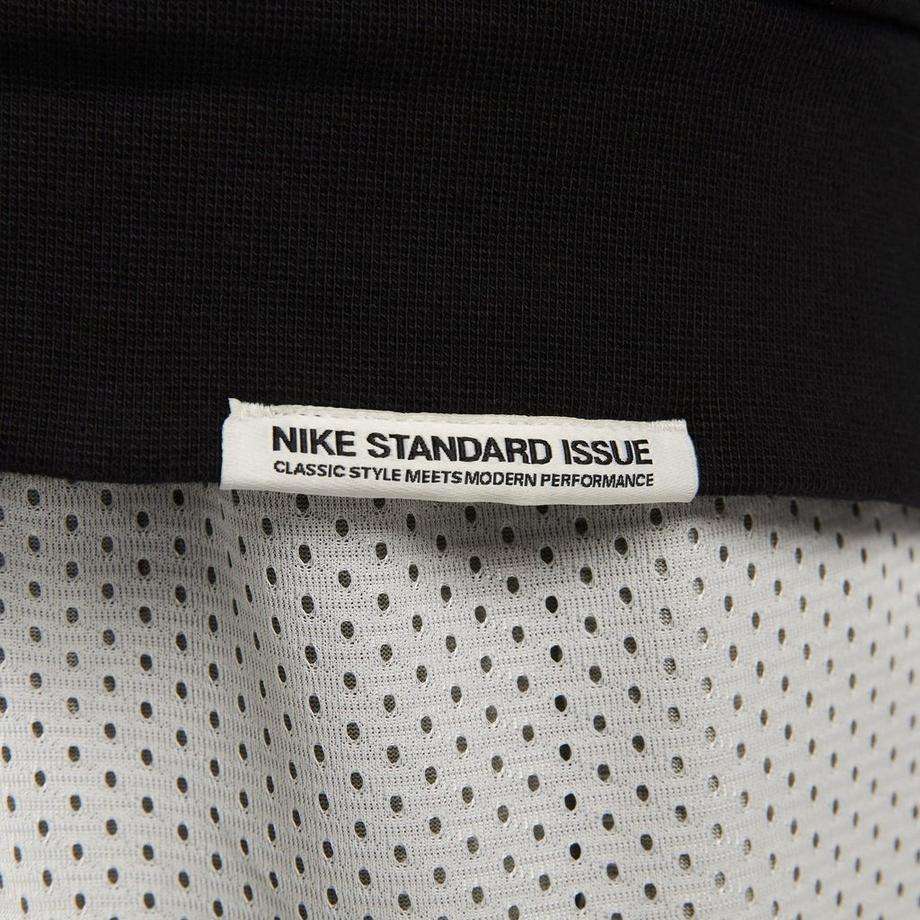 NIKE STANDARD ISSUE
CLASSIC STYLE MEETS MODERN PERFORMANCE